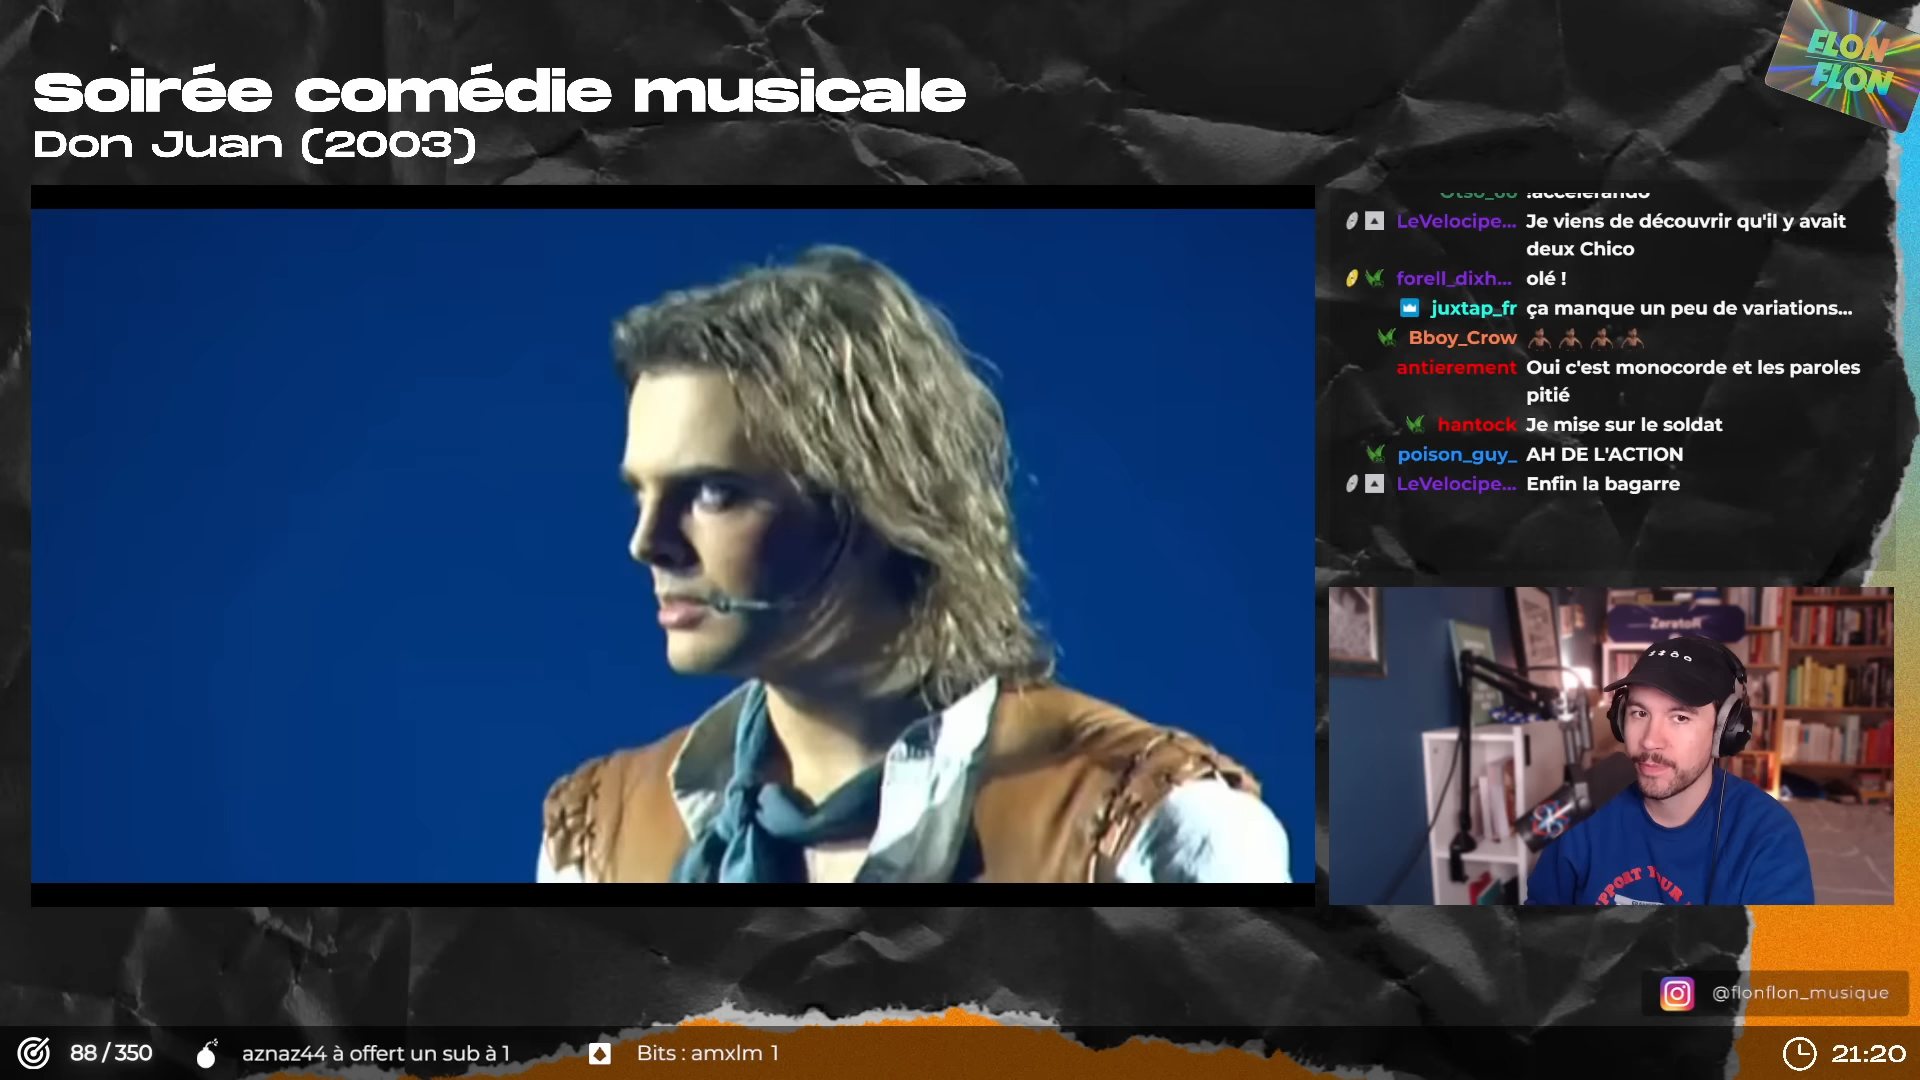 Soirée comédie musicale
Don Juan (2003)
FLON
FLON
Otso_66 !accelerando
LeVelocipe... Je viens de découvrir qu'il y avait
deux Chico
forell_dixh... olé !
juxtap_fr ça manque un peu de variations...
Bboy_Crow
antierement Oui c'est monocorde et les paroles
pitié
hantock Je mise sur le soldat
poison_guy_ AH DE L'ACTION
LeVelocipe... Enfin la bagarre
ZeratoR
@flonflon_musique
88 / 350
aznaz44 à offert un sub à 1
Bits : amxlm 1
21:20